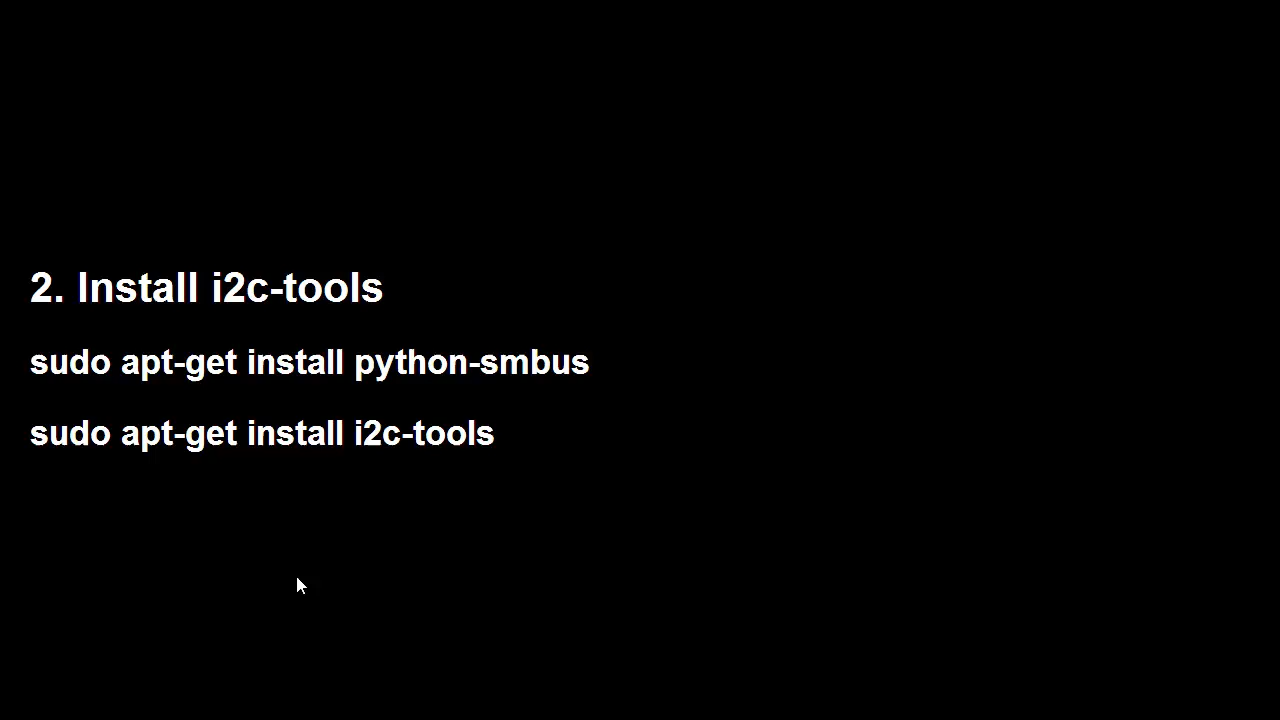 2. Install i2c-tools
sudo apt-get install python-smbus
sudo apt-get install i2c-tools